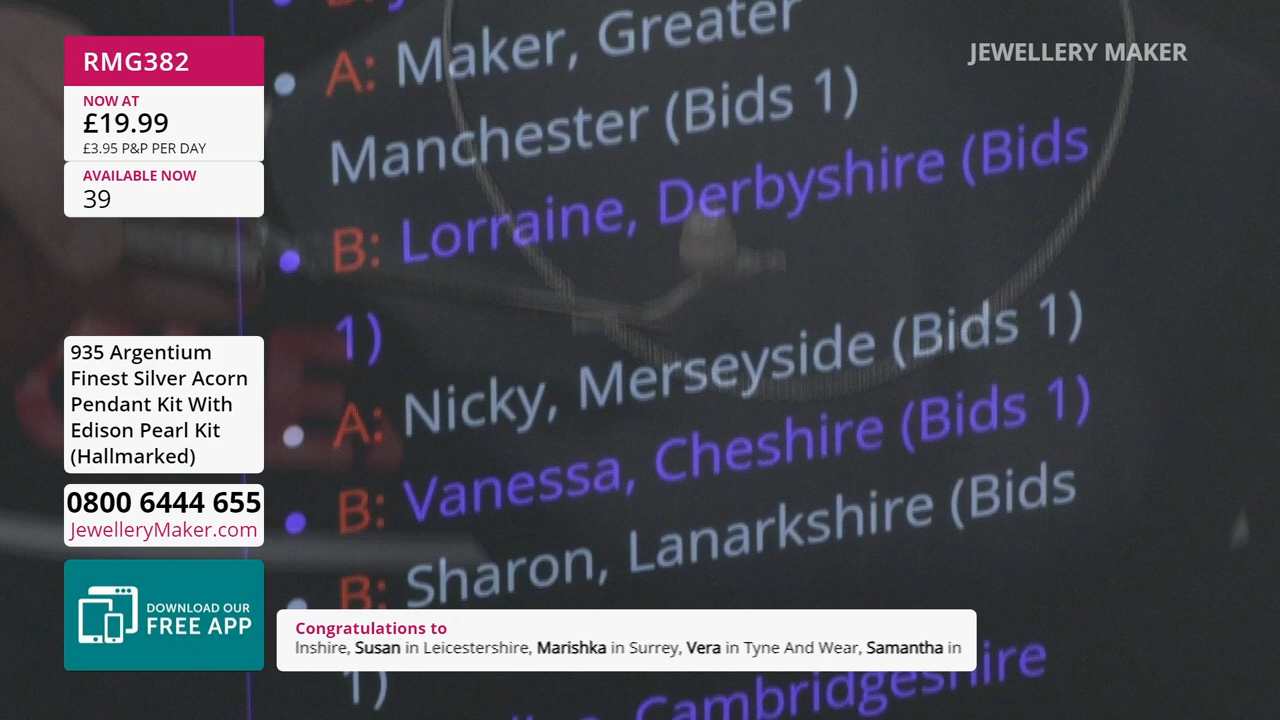 RMG382
NOW AT
£19.99
£3.95 P&P PER DAY
AVAILABLE NOW
39
935 Argentium
Finest Silver Acorn
Pendant Kit With
Edison Pearl Kit
(Hallmarked)
0800 6444 655
JewelleryMaker.com
DOWNLOAD OUR
FREE APP
JEWELLERY MAKER
A: Maker, Greater
Manchester (Bids 1)
B: Lorraine, Derbyshire (Bids
1)
A: Nicky, Merseyside (Bids 1)
B: Vanessa, Cheshire (Bids 1)
B: Sharon, Lanarkshire (Bids
1)
Cambridgeshire
Congratulations to
lnshire, Susan in Leicestershire, Marishka in Surrey, Vera in Tyne And Wear, Samantha in